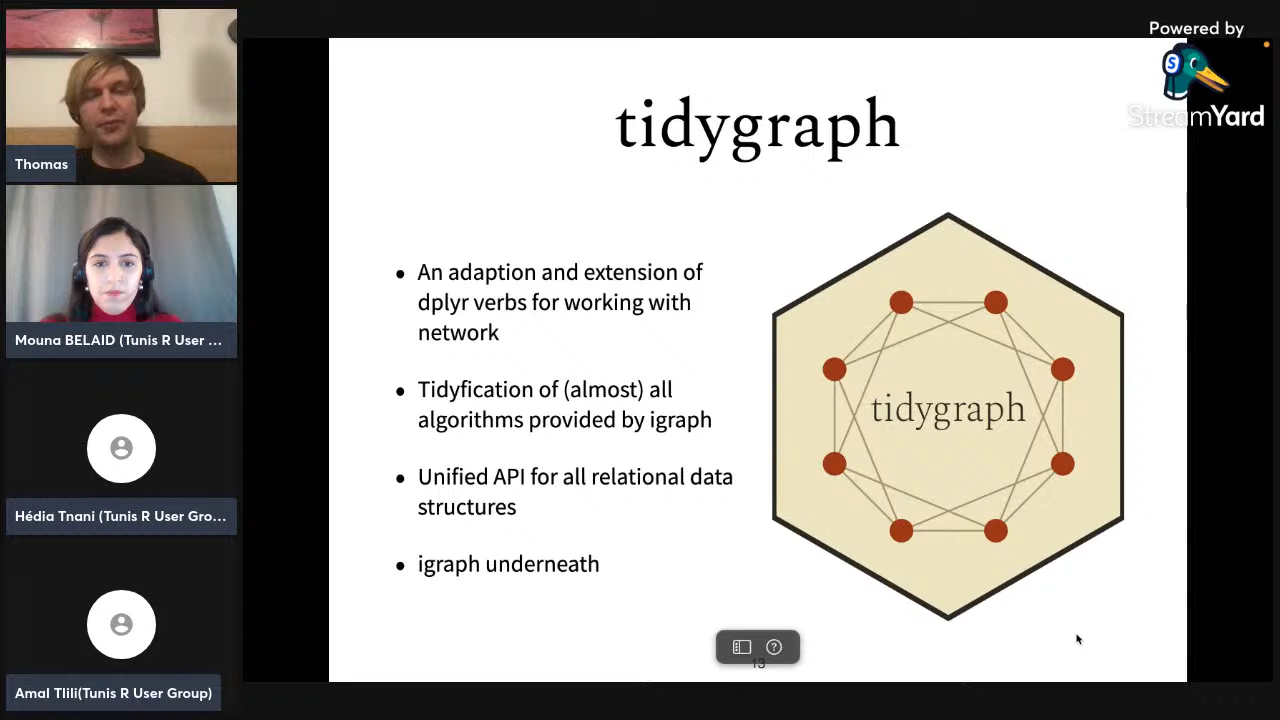 Powered by
StreamYard
S
Thomas
Mouna BELAID (Tunis R User ...
Hédia Tnani (Tunis R User Gro...
Amal Tlili(Tunis R User Group)
tidygraph
• An adaption and extension of
dplyr verbs for working with
network
• Tidyfication of (almost) all
algorithms provided by igraph
• Unified API for all relational data
structures
• igraph underneath
tidygraph
13